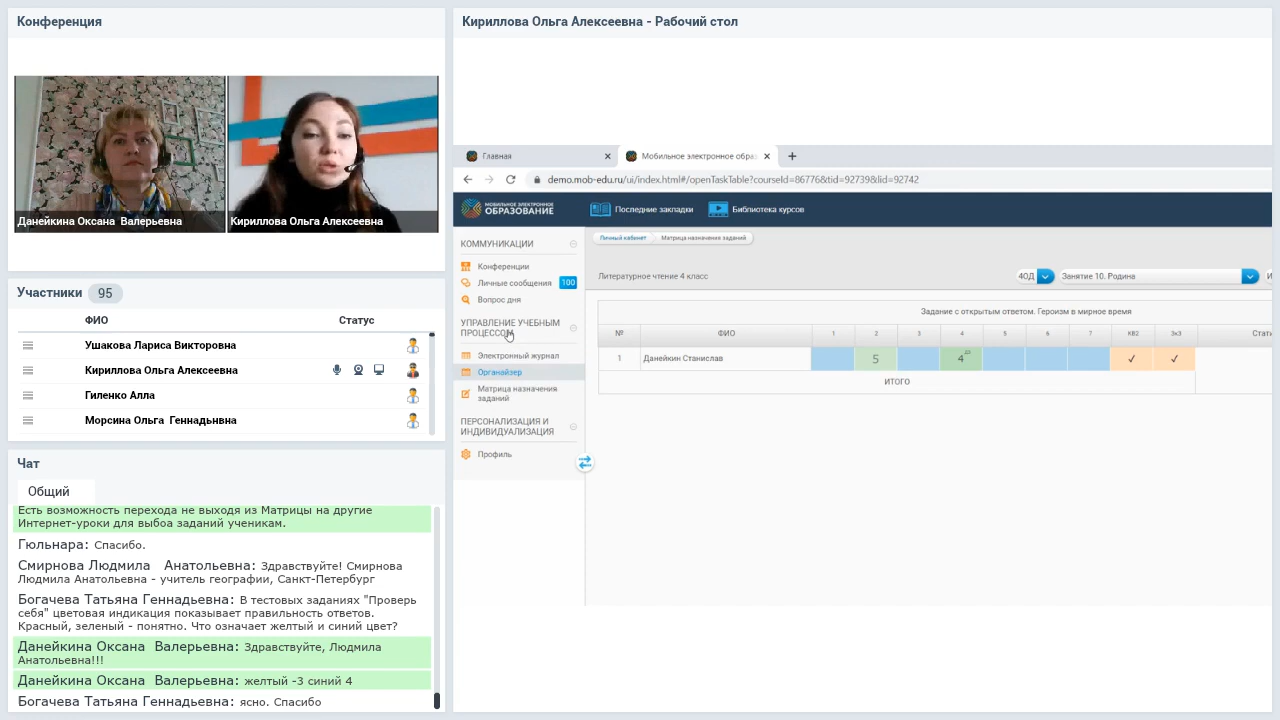 Конференция
Данейкина Оксана  Валерьевна
Кириллова Ольга Алексеевна
Участники 95
ФИО Статус
Ушакова Лариса Викторовна
Кириллова Ольга Алексеевна
Гиленко Алла
Морсина Ольга  Геннадьнвна
Чат
Общий
Есть возможность перехода не выходя из Матрицы на другие
Интернет-уроки для выбоа заданий ученикам.
Гюльнара: Спасибо.
Смирнова Людмила   Анатольевна: Здравствуйте! Смирнова
Людмила Анатольевна - учитель географии, Санкт-Петербург
Богачева Татьяна Геннадьевна: В тестовых заданиях "Проверь
себя" цветовая индикация показывает правильность ответов.
Красный, зеленый - понятно. Что означает желтый и синий цвет?
Данейкина Оксана  Валерьевна: Здравствуйте, Людмила
Анатольевна!!!
Данейкина Оксана  Валерьевна: желтый -3 синий 4
Богачева Татьяна Геннадьевна: ясно. Спасибо
Кириллова Ольга Алексеевна - Рабочий стол
Главная
Мобильное электронное обра
demo.mob-edu.ru/ui/index.html#/openTaskTable?courseId=86776&tid=92739&lid=92742
МОБИЛЬНОЕ ЭЛЕКТРОННОЕ
ОБРАЗОВАНИЕ
Последние закладки
Библиотека курсов
КОММУНИКАЦИИ
Конференции
Личные сообщения 100
Вопрос дня
УПРАВЛЕНИЕ УЧЕБНЫМ
ПРОЦЕССОМ
Электронный журнал
Органайзер
Матрица назначения
заданий
ПЕРСОНАЛИЗАЦИЯ И
ИНДИВИДУАЛИЗАЦИЯ
Профиль
Личный кабинет
Матрица назначения заданий
Литературное чтение 4 класс
4ОД
Занятие 10. Родина
Задание с открытым ответом. Героизм в мирное время
№ ФИО 1 2 3 4 5 6 7 КВ2 ЗкЗ Стати
1 Данейкин Станислав 5 4
ИТОГО